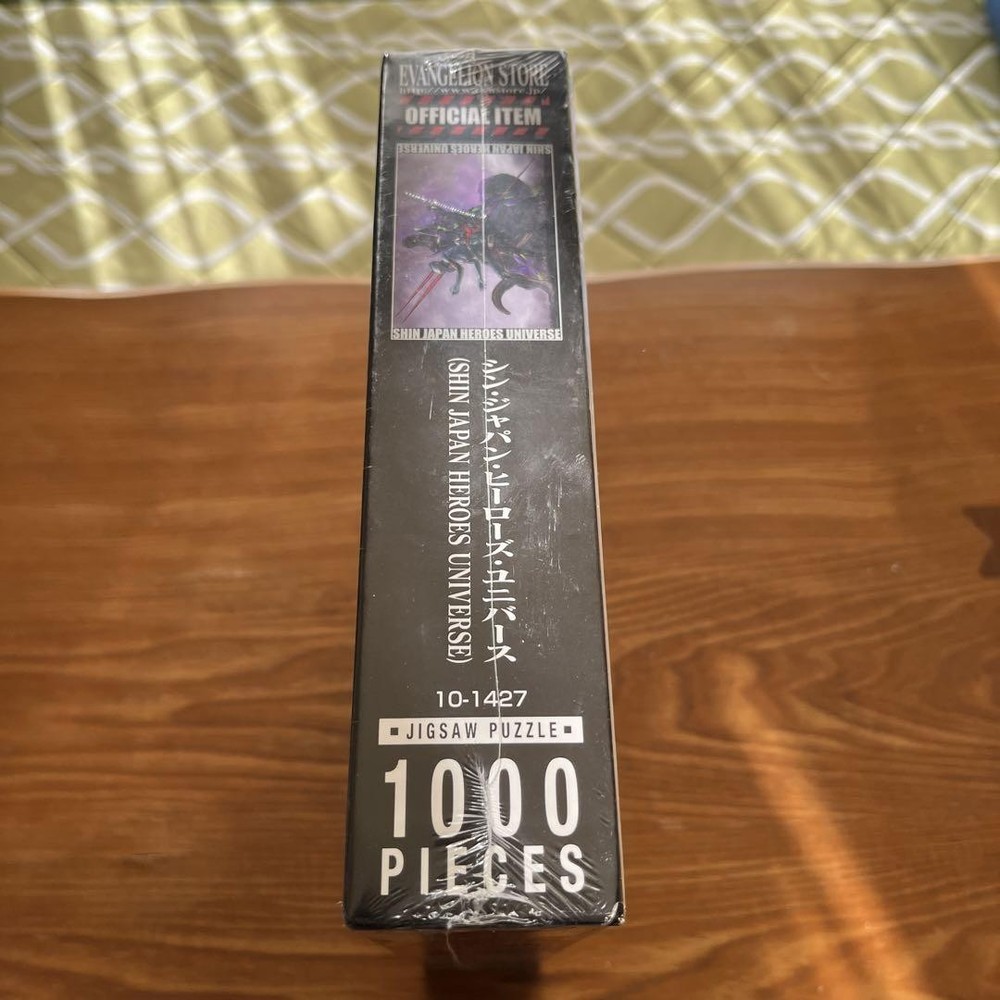 EVANGELION STORE
OFFICIAL ITEM
SHIN JAPAN HEROES UNIVERSE
SHIN JAPAN HEROES UNIVERSE
シン・ジャパン・ヒーローズ・ユニバース
(SHIN JAPAN HEROES UNIVERSE)
10-1427
JIGSAW PUZZLE
1000
PIECES